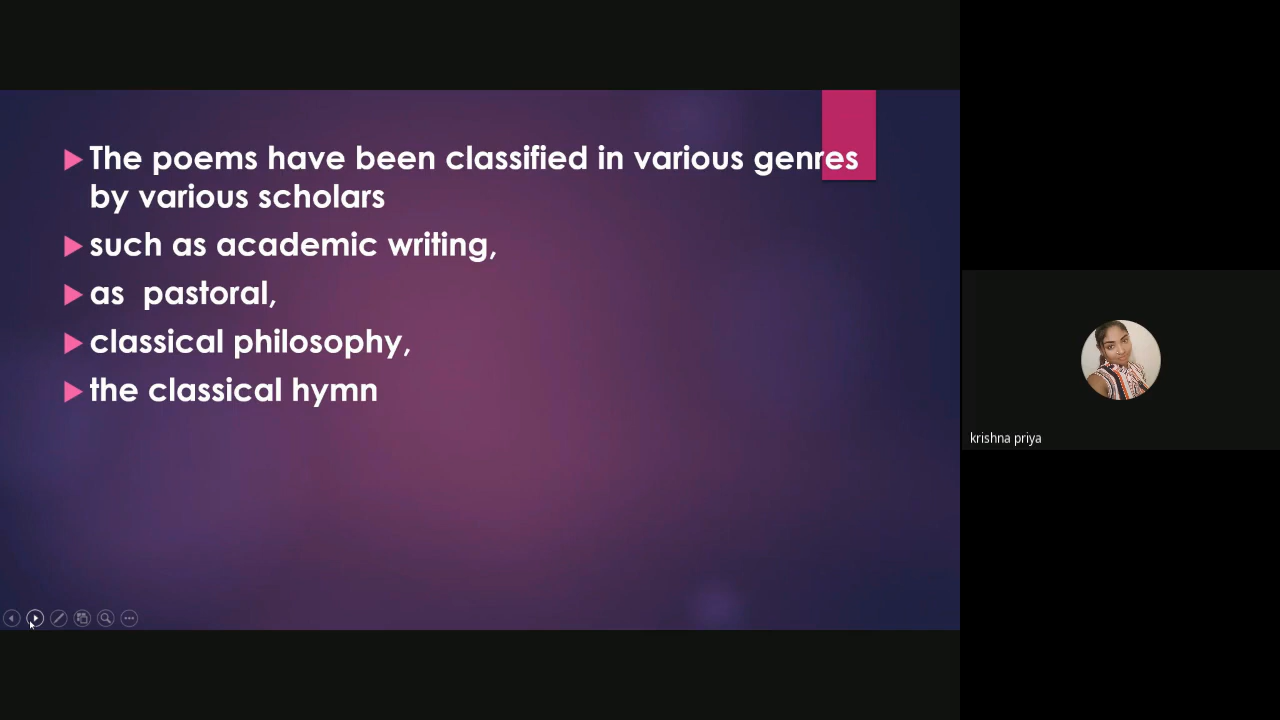 The poems have been classified in various genres
by various scholars
such as academic writing,
as  pastoral,
classical philosophy,
the classical hymn
krishna priya